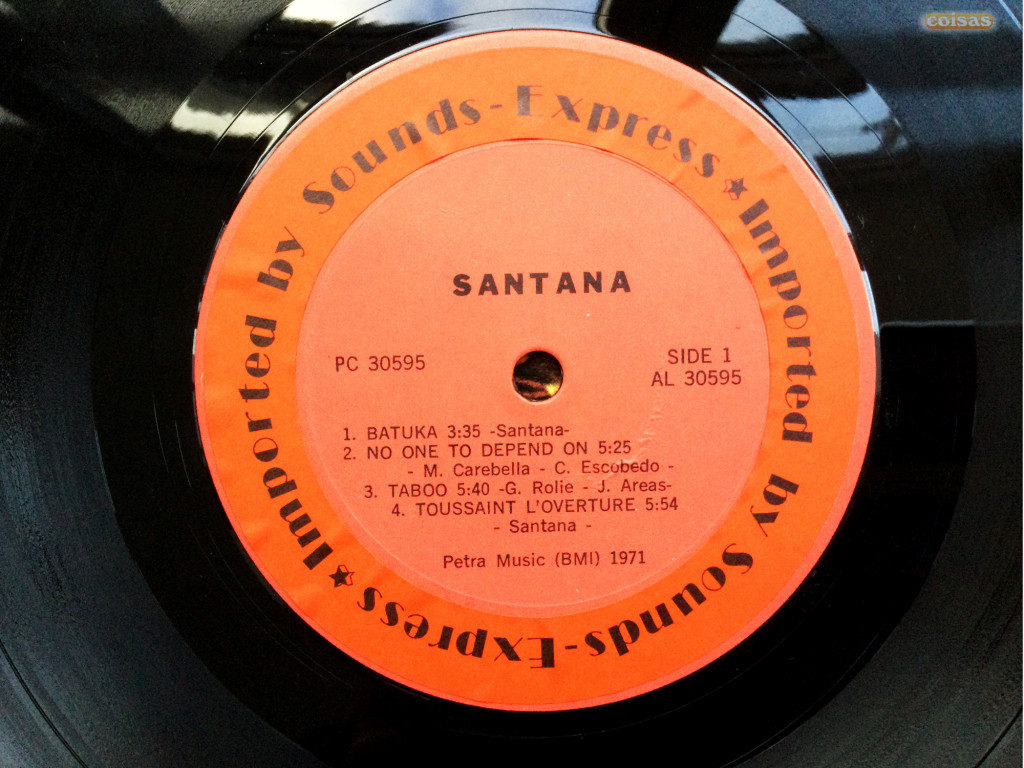 coisas
Imported by Sounds-Express ★ Imported by Sounds-Express ★
SANTANA
PC 30595
SIDE 1
AL 30595
1. BATUKA 3:35 -Santana-
2. NO ONE TO DEPEND ON 5:25
- M. Carebella - C. Escobedo -
3. TABOO 5:40 -G. Rolie - J. Areas-
4. TOUSSAINT L'OVERTURE 5:54
- Santana -
Petra Music (BMI) 1971